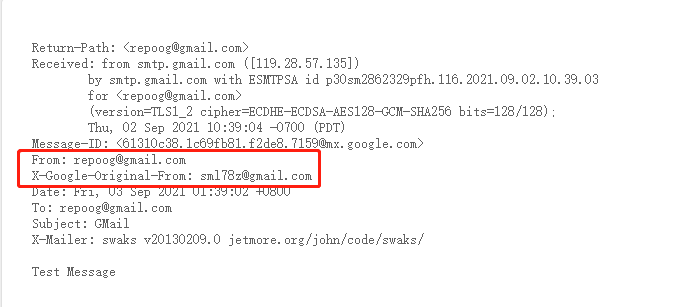 Return-Path: <repoog@gmail.com>
Received: from smtp.gmail.com ([119.28.57.135])
by smtp.gmail.com with ESMTPSA id p30sm2862329pfh.116.2021.09.02.10.39.03
for <repoog@gmail.com>
(version=TLS1_2 cipher=ECDHE-ECDSA-AES128-GCM-SHA256 bits=128/128);
Thu, 02 Sep 2021 10:39:04 -0700 (PDT)
Message-ID: <61310c38.1c69fb81.f2de8.7159@mx.google.com>
From: repoog@gmail.com
X-Google-Original-From: sml78z@gmail.com
Date: Fri, 03 Sep 2021 01:39:02 +0800
To: repoog@gmail.com
Subject: GMail
X-Mailer: swaks v20130209.0 jetmore.org/john/code/swaks/
Test Message